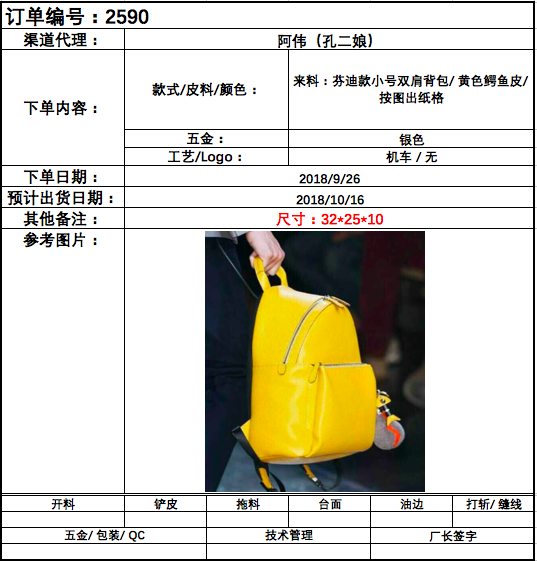 订单编号：2590
渠道代理：
阿伟（孔二娘）
下单内容：
款式/皮料/颜色：
来料：芬迪款小号双肩背包/ 黄色鳄鱼皮/
按图出纸格
五金：
银色
工艺/Logo：
机车 / 无
下单日期：
2018/9/26
预计出货日期：
2018/10/16
其他备注：
尺寸：32*25*10
参考图片：
开料
铲皮
拖料
台面
油边
打斩/ 缝线
五金/ 包装/ QC
技术管理
厂长签字